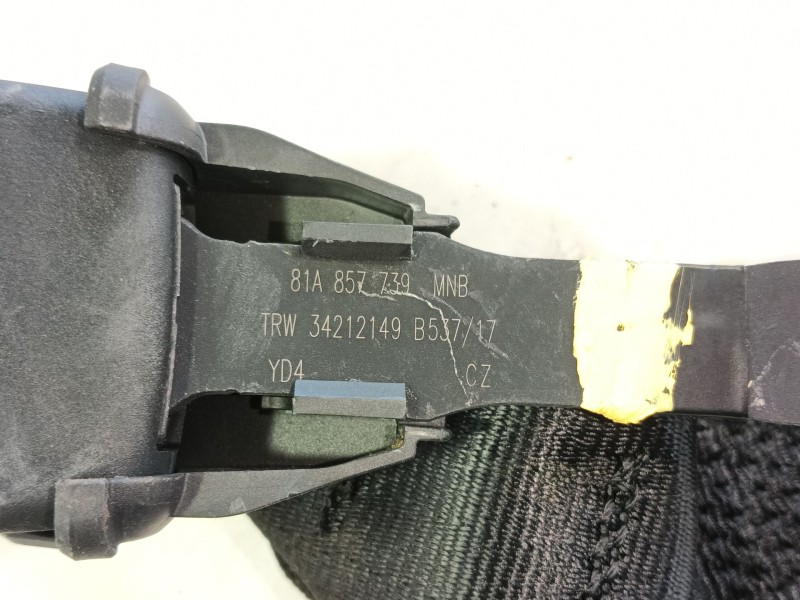 81A 857 739 MNB
TRW 34212149 B537/17
YD4 CZ